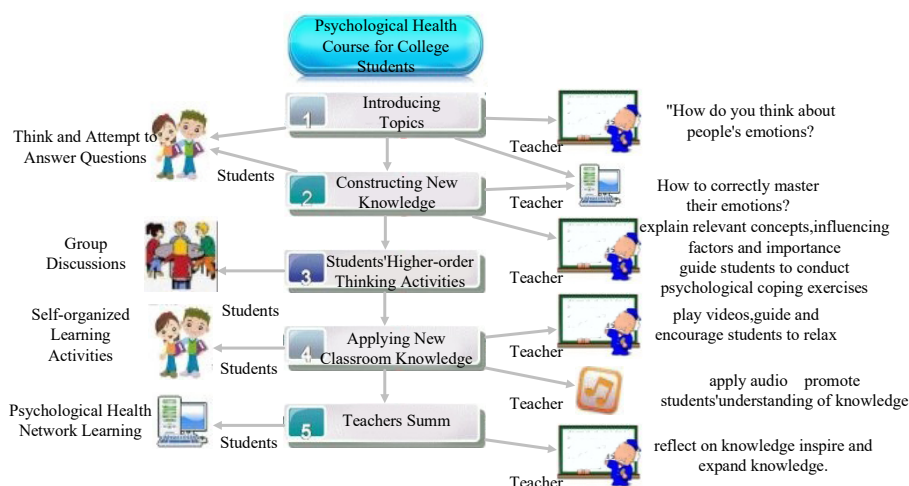 Psychological Health
Course for College
Students
1
Introducing
Topics
Think and Attempt to
Answer Questions
Students
Teacher
"How do you think about
people's emotions?
2
Constructing New
Knowledge
Teacher
How to correctly master
their emotions?
Group
Discussions
3
Students'Higher-order
Thinking Activities
Teacher
explain relevant concepts,influencing
factors and importance
guide students to conduct
psychological coping exercises
Self-organized
Learning
Activities
Students
Students
4
Applying New
Classroom Knowledge
Teacher
play videos,guide and
encourage students to relax
Teacher
apply audio promote
students'understanding of knowledge
Psychological Health
Network Learning
Students
5
Teachers Summ
Teacher
reflect on knowledge inspire and
expand knowledge.